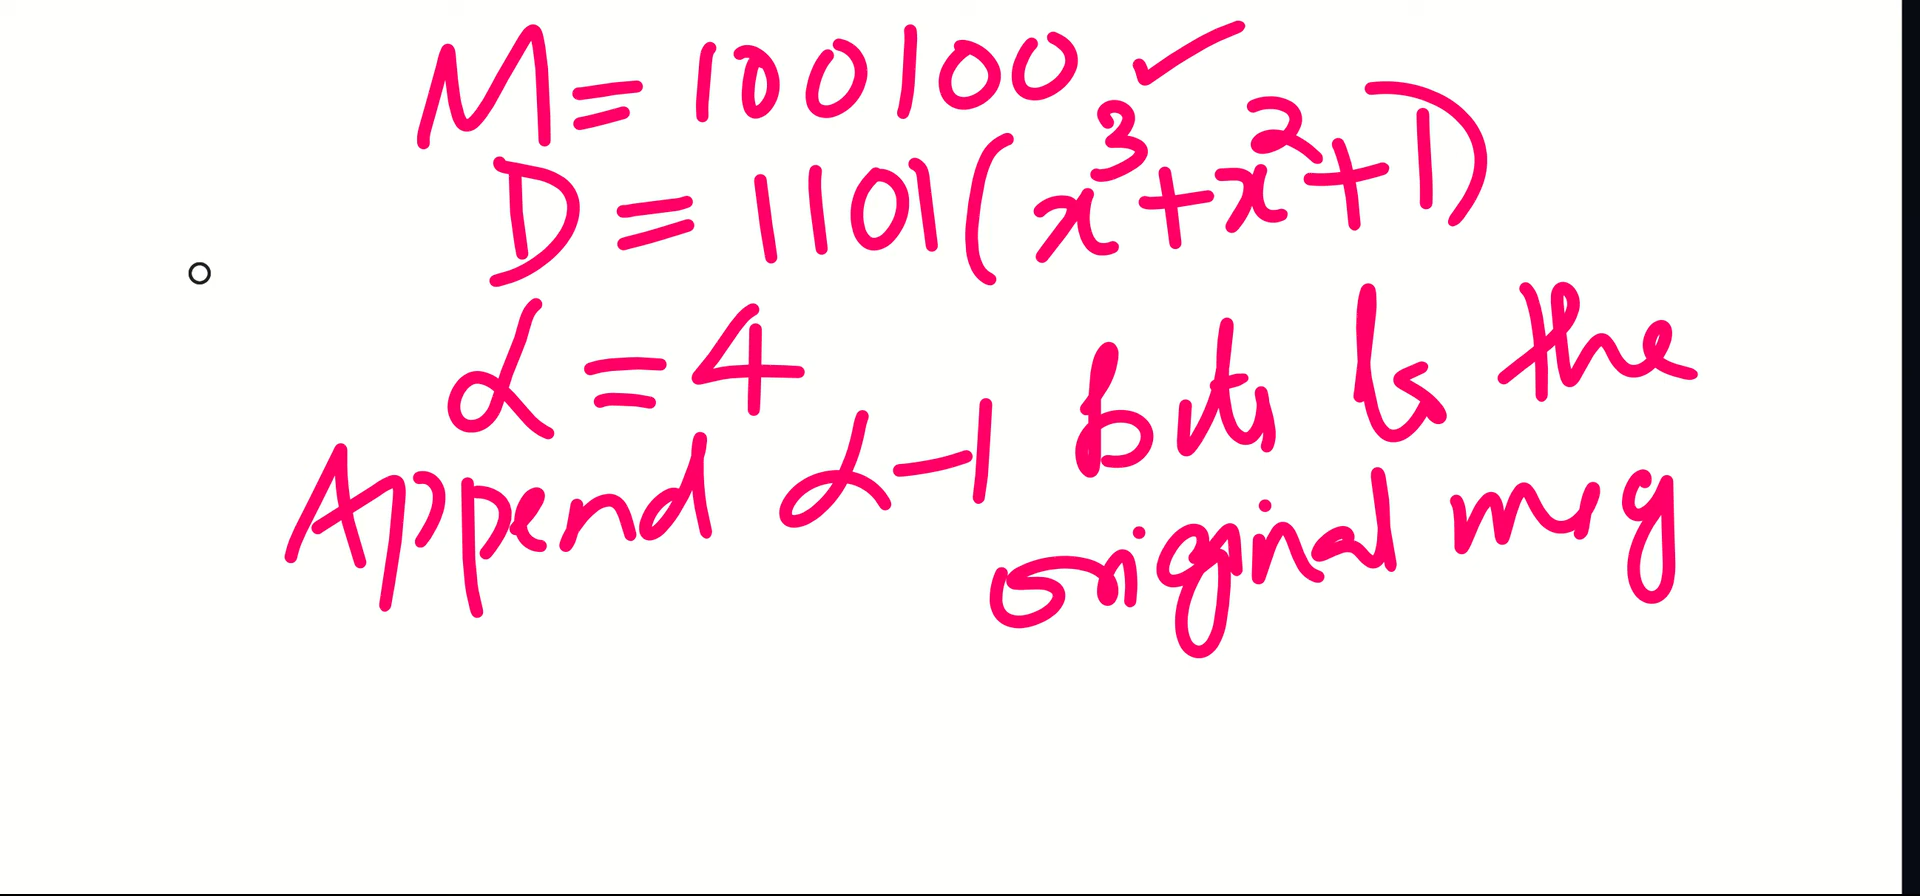 M = 100100 ✓
D = 1101 (x³+x²+1)
L = 4
Append L-1 bits to the
original msg